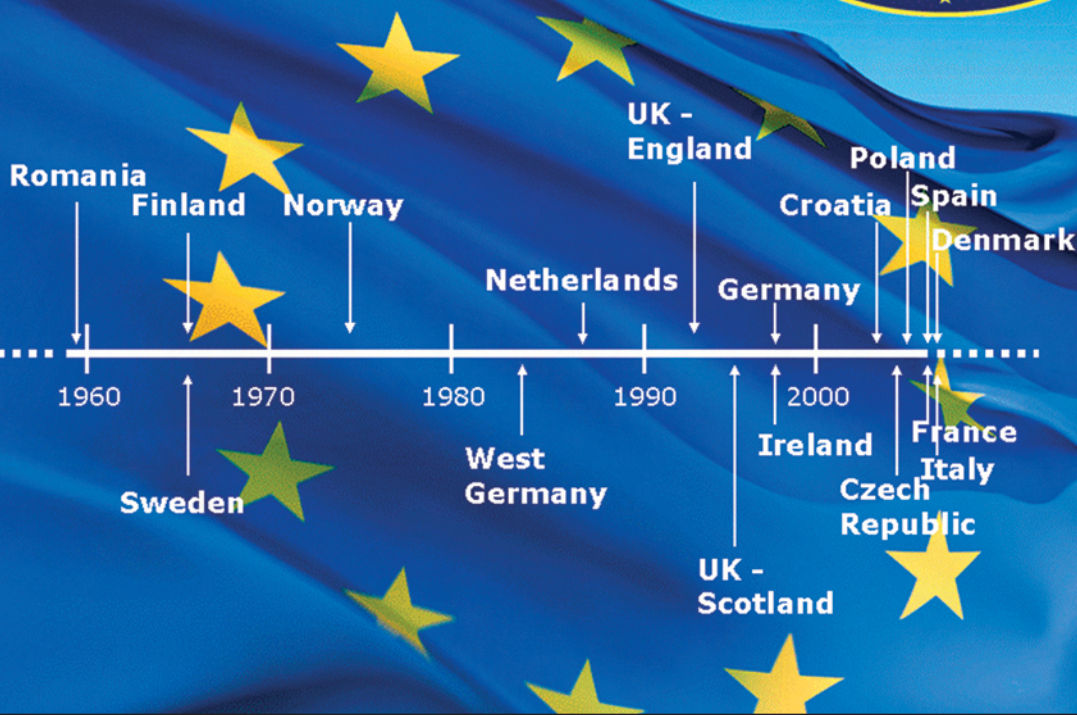 UK -
England
Poland
Romania
Spain
Finland
Norway
Croatia
Denmark
Netherlands
Germany
1960
1970
1980
1990
2000
France
Ireland
West
Germany
Italy
Czech
Republic
Sweden
UK -
Scotland